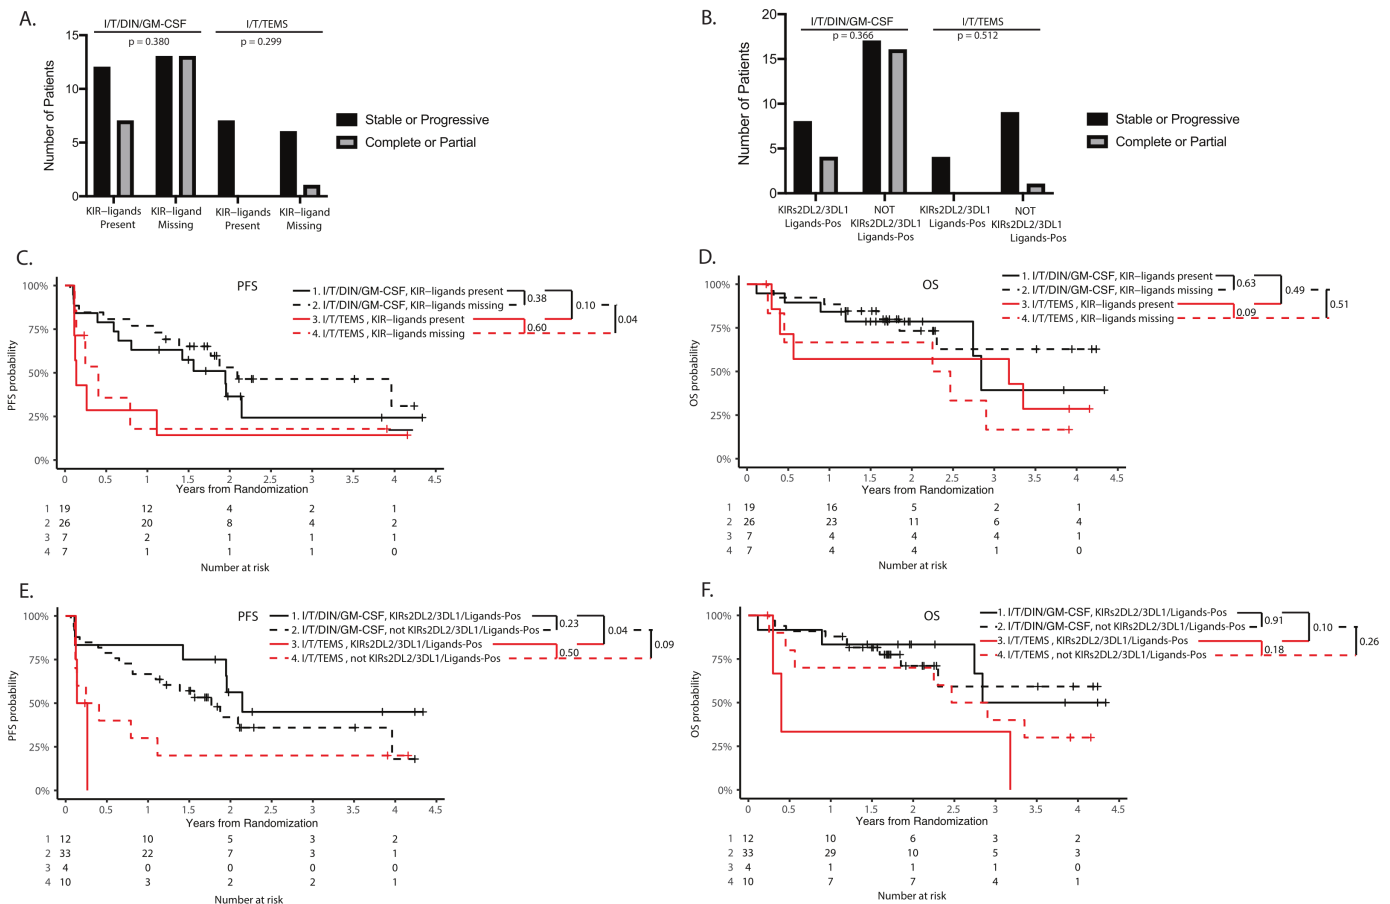 A.
I/T/DIN/GM-CSF
I/T/TEMS
p = 0.380
p = 0.299
Number of Patients
15
10
5
0
KIR−ligands Present
KIR−ligand Missing
KIR−ligands Present
KIR−ligand Missing
Stable or Progressive
Complete or Partial
B.
I/T/DIN/GM-CSF
I/T/TEMS
p = 0.366
p = 0.512
Number of Patients
20
15
10
5
0
KIRs2DL2/3DL1 Ligands-Pos
NOT KIRs2DL2/3DL1 Ligands-Pos
KIRs2DL2/3DL1 Ligands-Pos
NOT KIRs2DL2/3DL1 Ligands-Pos
Stable or Progressive
Complete or Partial
C.
PFS
1. I/T/DIN/GM-CSF, KIR−ligands present
2. I/T/DIN/GM-CSF, KIR−ligands missing
3. I/T/TEMS , KIR−ligands present
4. I/T/TEMS , KIR−ligands missing
0.38
0.60
0.10
0.04
PFS probability
100%
75%
50%
25%
0%
0 0.5 1 1.5 2 2.5 3 3.5 4 4.5
Years from Randomization
1 19 12 4 2 1
2 26 20 8 4 2
3 7 2 1 1 1
4 7 1 1 1 0
Number at risk
D.
OS
1. I/T/DIN/GM-CSF, KIR−ligands present
2. I/T/DIN/GM-CSF, KIR−ligands missing
3. I/T/TEMS , KIR−ligands present
4. I/T/TEMS , KIR−ligands missing
0.63
0.09
0.49
0.51
OS probability
100%
75%
50%
25%
0%
0 0.5 1 1.5 2 2.5 3 3.5 4 4.5
Years from Randomization
1 19 16 5 2 1
2 26 23 11 6 4
3 7 4 4 4 1
4 7 4 4 1 0
Number at risk
E.
PFS
1. I/T/DIN/GM-CSF, KIRs2DL2/3DL1/Ligands-Pos
2. I/T/DIN/GM-CSF, not KIRs2DL2/3DL1/Ligands-Pos
3. I/T/TEMS , KIRs2DL2/3DL1/Ligands-Pos
4. I/T/TEMS , not KIRs2DL2/3DL1/Ligands-Pos
0.23
0.50
0.04
0.09
PFS probability
100%
75%
50%
25%
0%
0 0.5 1 1.5 2 2.5 3 3.5 4 4.5
Years from Randomization
1 12 10 5 3 2
2 33 22 7 3 1
3 4 0 0 0 0
4 10 3 2 2 1
Number at risk
F.
OS
1. I/T/DIN/GM-CSF, KIRs2DL2/3DL1/Ligands-Pos
2. I/T/DIN/GM-CSF, not KIRs2DL2/3DL1/Ligands-Pos
3. I/T/TEMS , KIRs2DL2/3DL1/Ligands-Pos
4. I/T/TEMS , not KIRs2DL2/3DL1/Ligands-Pos
0.91
0.18
0.10
0.26
OS probability
100%
75%
50%
25%
0%
0 0.5 1 1.5 2 2.5 3 3.5 4 4.5
Years from Randomization
1 12 10 6 3 2
2 33 29 10 5 3
3 4 1 1 1 0
4 10 7 7 4 1
Number at risk